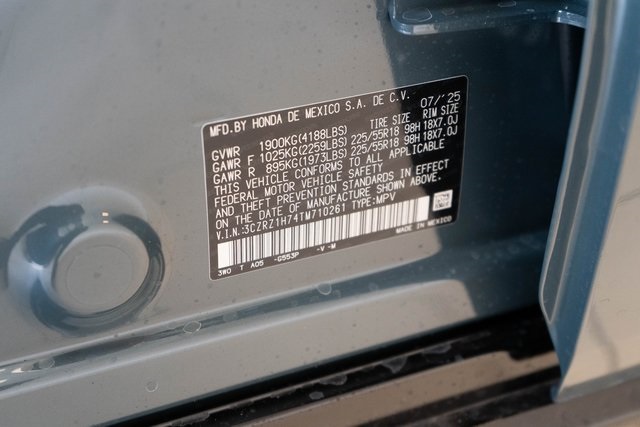 MFD.BY HONDA DE MEXICO S.A. DE C.V. 07/'25
TIRE SIZE RIM SIZE
GVWR 1900KG(4188LBS)
GAWR F 1025KG(2259LBS) 225/55R18 98H 18X7.0J
GAWR R 895KG(1973LBS) 225/55R18 98H 18X7.0J
THIS VEHICLE CONFORMS TO ALL APPLICABLE
FEDERAL MOTOR VEHICLE SAFETY, BUMPER,
AND THEFT PREVENTION STANDARDS IN EFFECT
ON THE DATE OF MANUFACTURE SHOWN ABOVE.
V.I.N.:3CZRZ1H74TM710261 TYPE:MPV
MADE IN MEXICO
3W0 T A05 -G553P -V -M